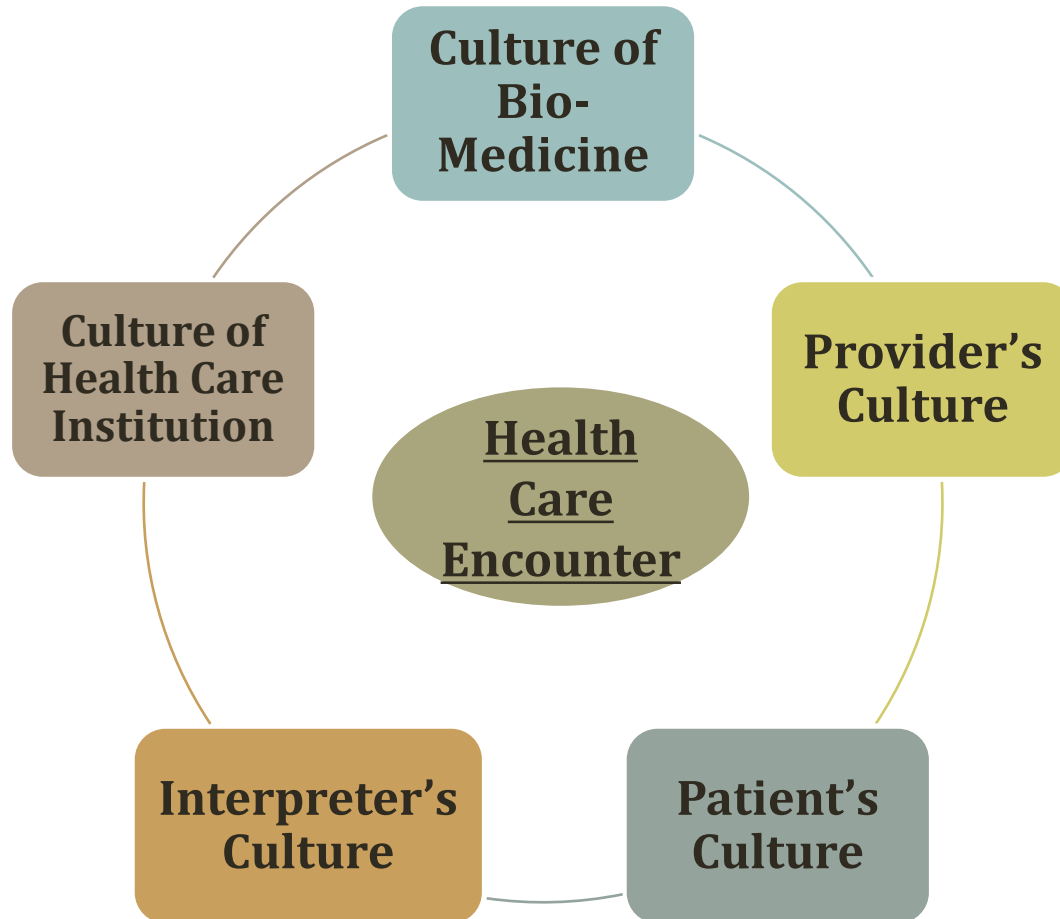 Culture of
Bio-
Medicine
Provider’s
Culture
Patient’s
Culture
Interpreter’s
Culture
Culture of
Health Care
Institution
Health
Care
Encounter